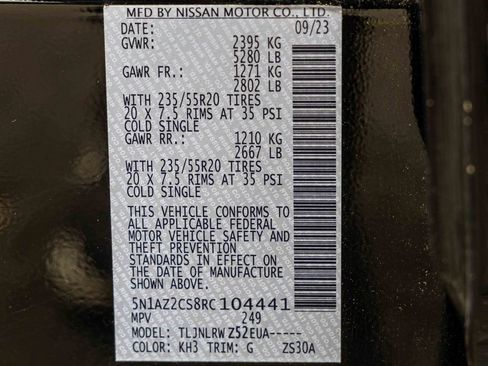 MFD BY NISSAN MOTOR CO., LTD.
DATE: 09/23
GVWR: 2395 KG
5280 LB
GAWR FR.: 1271 KG
2802 LB
WITH 235/55R20 TIRES
20 X 7.5 RIMS AT 35 PSI
COLD SINGLE
GAWR RR.: 1210 KG
2667 LB
WITH 235/55R20 TIRES
20 X 7.5 RIMS AT 35 PSI
COLD SINGLE
THIS VEHICLE CONFORMS TO
ALL APPLICABLE FEDERAL
MOTOR VEHICLE SAFETY AND
THEFT PREVENTION
STANDARDS IN EFFECT ON
THE DATE OF MANUFACTURE
SHOWN ABOVE.
5N1AZ2CS8RC104441
MPV 249
MODEL: TLJNLRWZ52EUA-----
COLOR: KH3 TRIM: G ZS30A